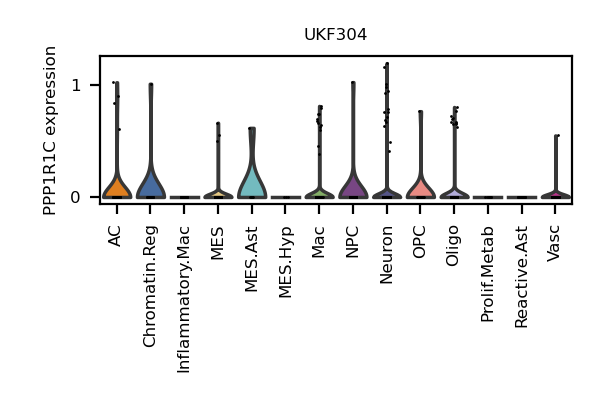 UKF304
PPP1R1C expression
1
0
AC
Chromatin.Reg
Inflammatory.Mac
MES
MES.Ast
MES.Hyp
Mac
NPC
Neuron
OPC
Oligo
Prolif.Metab
Reactive.Ast
Vasc